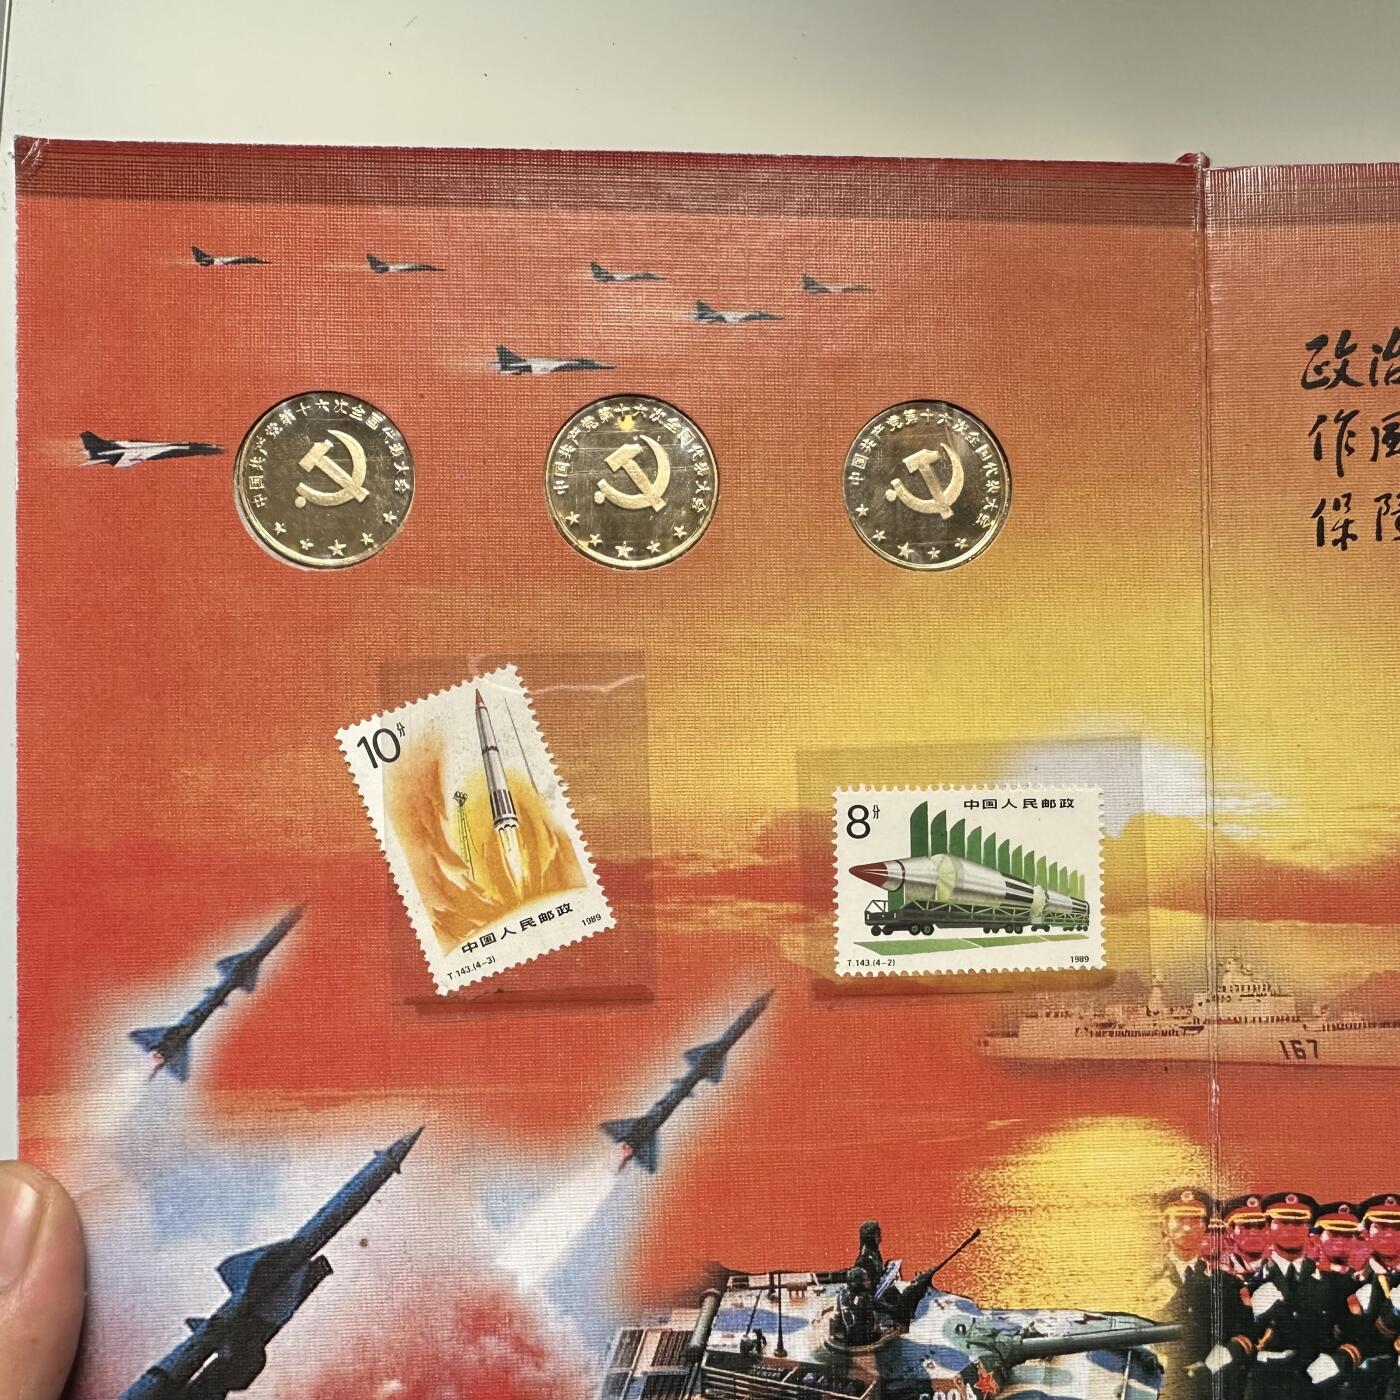 中国共产党第十六次全国代表大会
中国共产党第十六次全国代表大会
中国共产党第十六次全国代表大会
政治
作风
保障
10分
中国人民邮政
1989
T.143.(4-3)
8分
中国人民邮政
T.143.(4-2)
1989
167